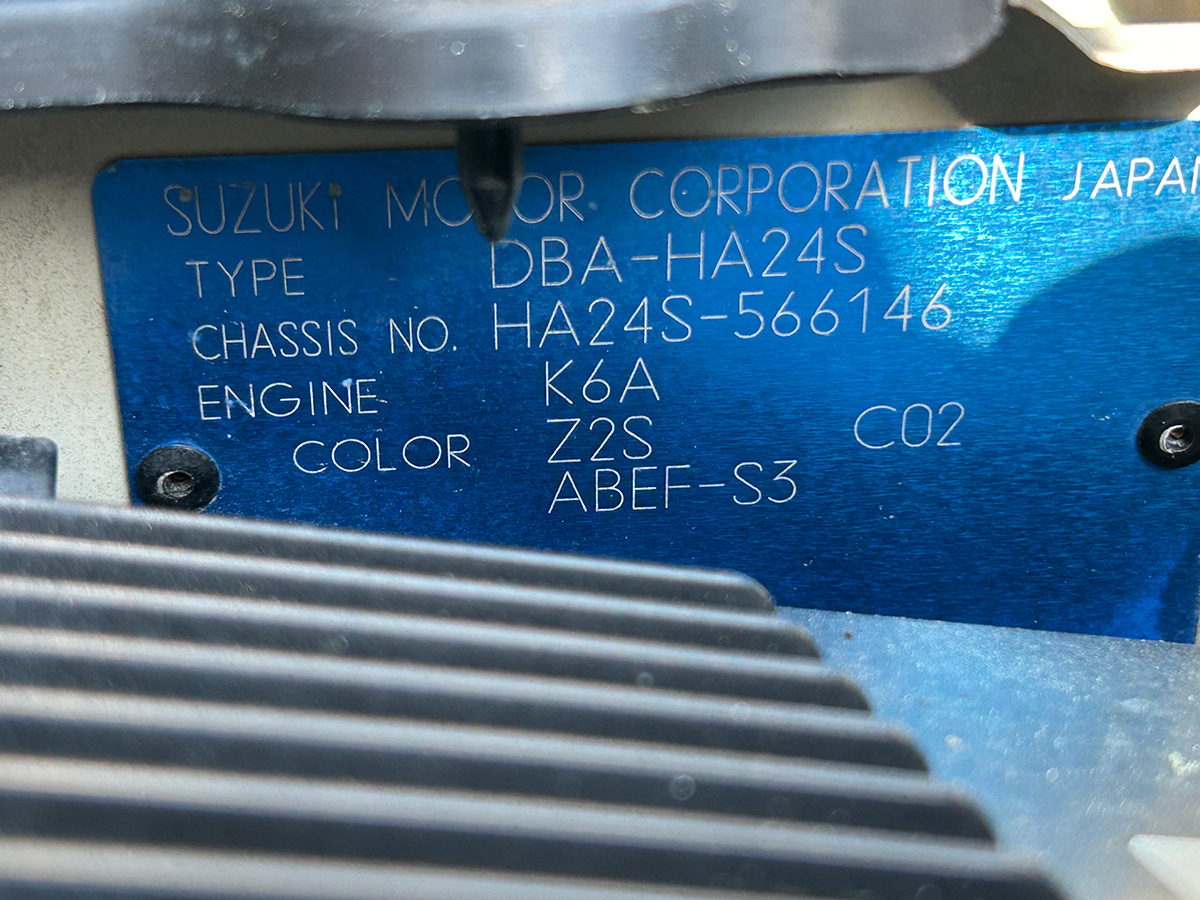 SUZUKI MOTOR CORPORATION JAPAN
TYPE DBA-HA24S
CHASSIS NO. HA24S-566146
ENGINE K6A
COLOR Z2S C02
ABEF-S3